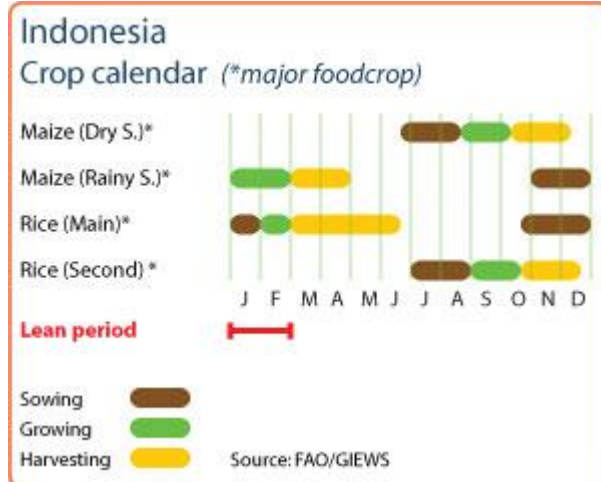 Indonesia
Crop calendar (*major foodcrop)
Maize (Dry S.)*
Maize (Rainy S.)*
Rice (Main)*
Rice (Second) *
J F M A M J J A S O N D
Lean period
Sowing
Growing
Harvesting Source: FAO/GIEWS